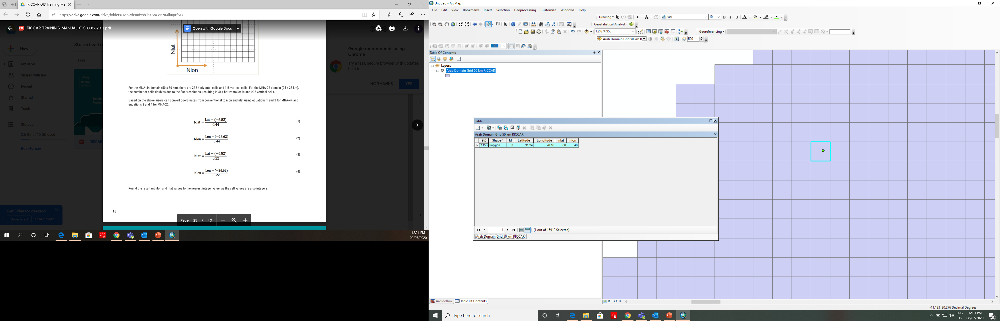 RICCAR GIS Training Ma
https://drive.google.com/drive/folders/1AtGyh9Rdy8h-hKAoConNIXlluqIrfALY
RICCAR-TRAINING-MANUAL-GIS-030620-1.pdf
Open with Google Docs
New
My Drive
Shared with me
Recent
Starred
Trash
Storage
2.6 GB of 15 GB used
Buy storage
Get Drive for desktop
Download
Learn more
Shared with
Files
RICCAR
Google recommends using
Chrome
Try a fast, secure browser with updates
built in
NO THANKS
YES
Nlat
Nlon
For the MNA-44 domain (50 x 50 km), there are 232 horizontal cells and 118 vertical cells. For the MNA-22 domain (25 x 25 km),
the number of cells doubles due to the finer resolution, resulting in 464 horizontal cells and 236 vertical cells.
Based on the above, users can convert coordinates from conventional to nlon and nlat using equations 1 and 2 for MNA-44 and
equations 3 and 4 for MNA-22.
Nlat = Lat − (−6.82) / 0.44 (1)
Nlon = Lon − (−26.62) / 0.44 (2)
Nlat = Lat − (−6.82) / 0.22 (3)
Nlon = Lon − (−26.62) / 0.22 (4)
Round the resultant nlon and nlat values to the nearest integer value, as the cell values are also integers.
16
Page 25 / 40
12:21 PM
08/07/2020
Untitled - ArcMap
File Edit View Bookmarks Insert Selection Geoprocessing Customize Windows Help
Drawing Arial 10 B I U A
Geostatistical Analyst
1:2,674,953
Georeferencing
Arab Domain Grid 50 km R
500
Table Of Contents
Layers
Arab Domain Grid 50 km RICCAR
Table
Arab Domain Grid 50 km RICCAR
FID Shape * Id Latitude Longitude nlat nlon
1153 Polygon 0 31.24 -6.16 86 46
1
(1 out of 15910 Selected)
Arab Domain Grid 50 km RICCAR
ArcToolbox
Table Of Contents
-11.123 30.276 Decimal Degrees
Type here to search
ENG
US
12:21 PM
08/07/2020
23